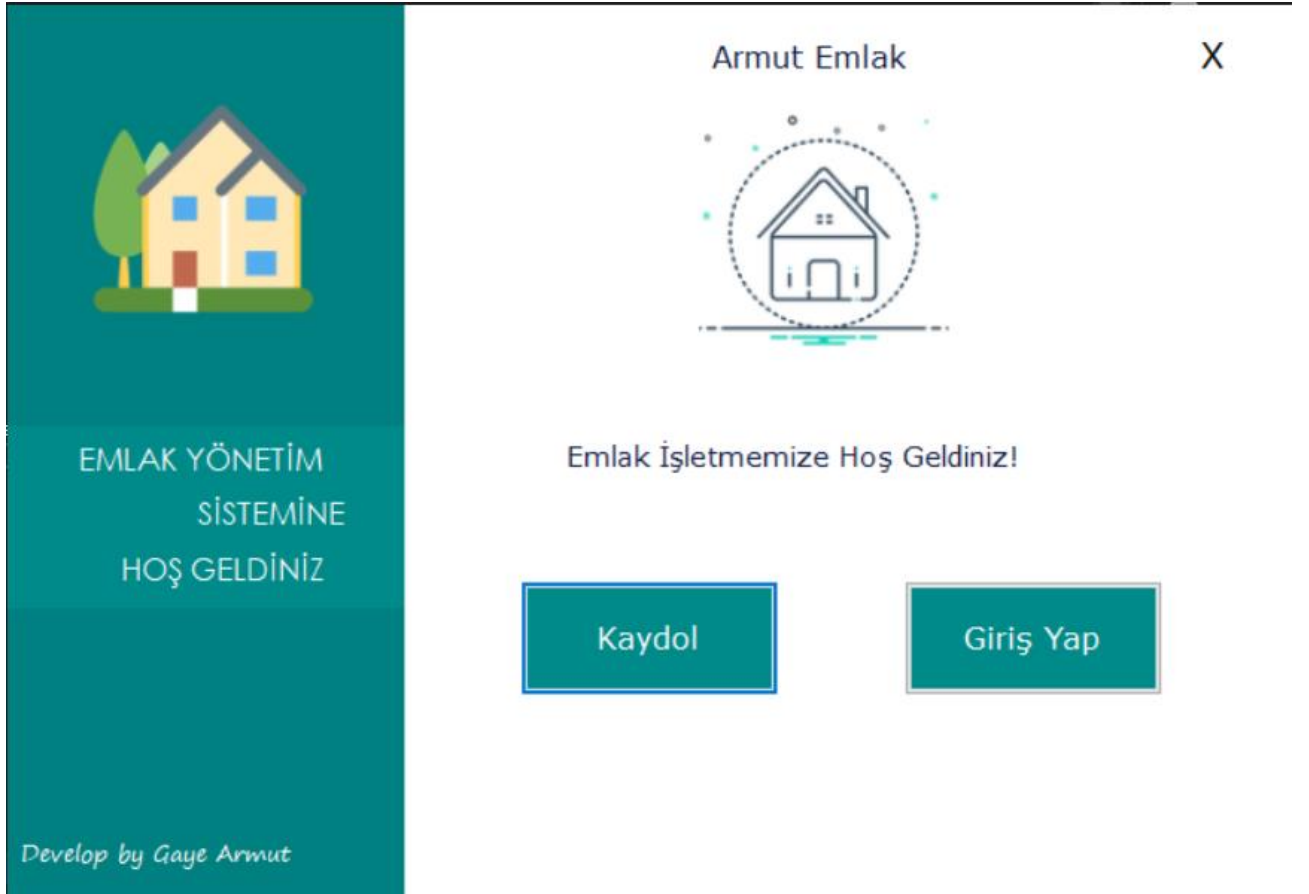 EMLAK YÖNETİM
SİSTEMİNE
HOŞ GELDİNİZ
Develop by Gaye Armut
Armut Emlak
X
Emlak İşletmemize Hoş Geldiniz!
Kaydol
Giriş Yap